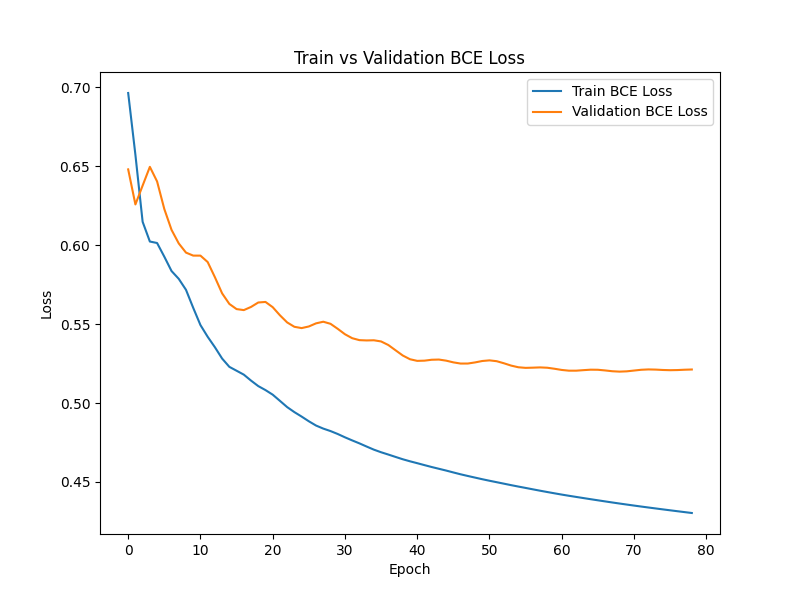 Train vs Validation BCE Loss
Train BCE Loss
Validation BCE Loss
Loss
0.70
0.65
0.60
0.55
0.50
0.45
0 10 20 30 40 50 60 70 80
Epoch